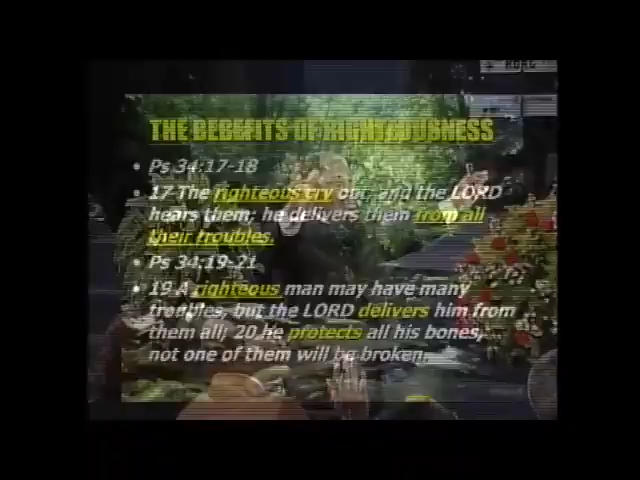 KORG
THE BEBEFITS OF RIGHTEOUSNESS
• Ps 34:17-18
• 17 The righteous cry out, and the LORD
hears them; he delivers them from all
their troubles.
• Ps 34:19-21
• 19 A righteous man may have many
troubles, but the LORD delivers him from
them all; 20 he protects all his bones,
not one of them will be broken.